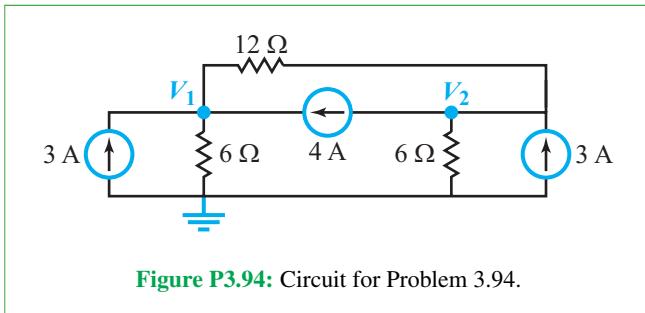 12 Ω
V1
V2
3 A
6 Ω
4 A
6 Ω
3 A
Figure P3.94: Circuit for Problem 3.94.